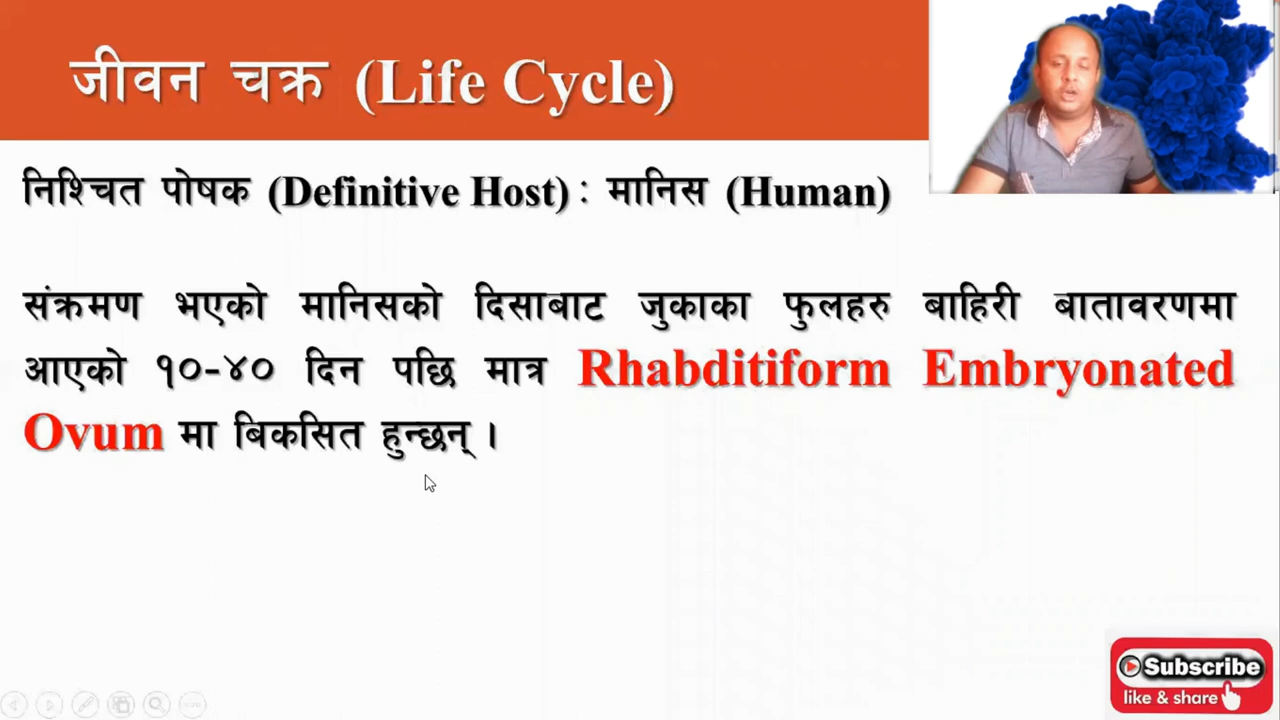 जीवन चक्र (Life Cycle)
निश्चित पोषक (Definitive Host) : मानिस (Human)
संक्रमण भएको मानिसको दिसाबाट जुकाका फुलहरु बाहिरी बातावरणमा
आएको १०-४० दिन पछि मात्र Rhabditiform Embryonated
Ovum मा बिकसित हुन्छन् ।
Subscribe
like & share